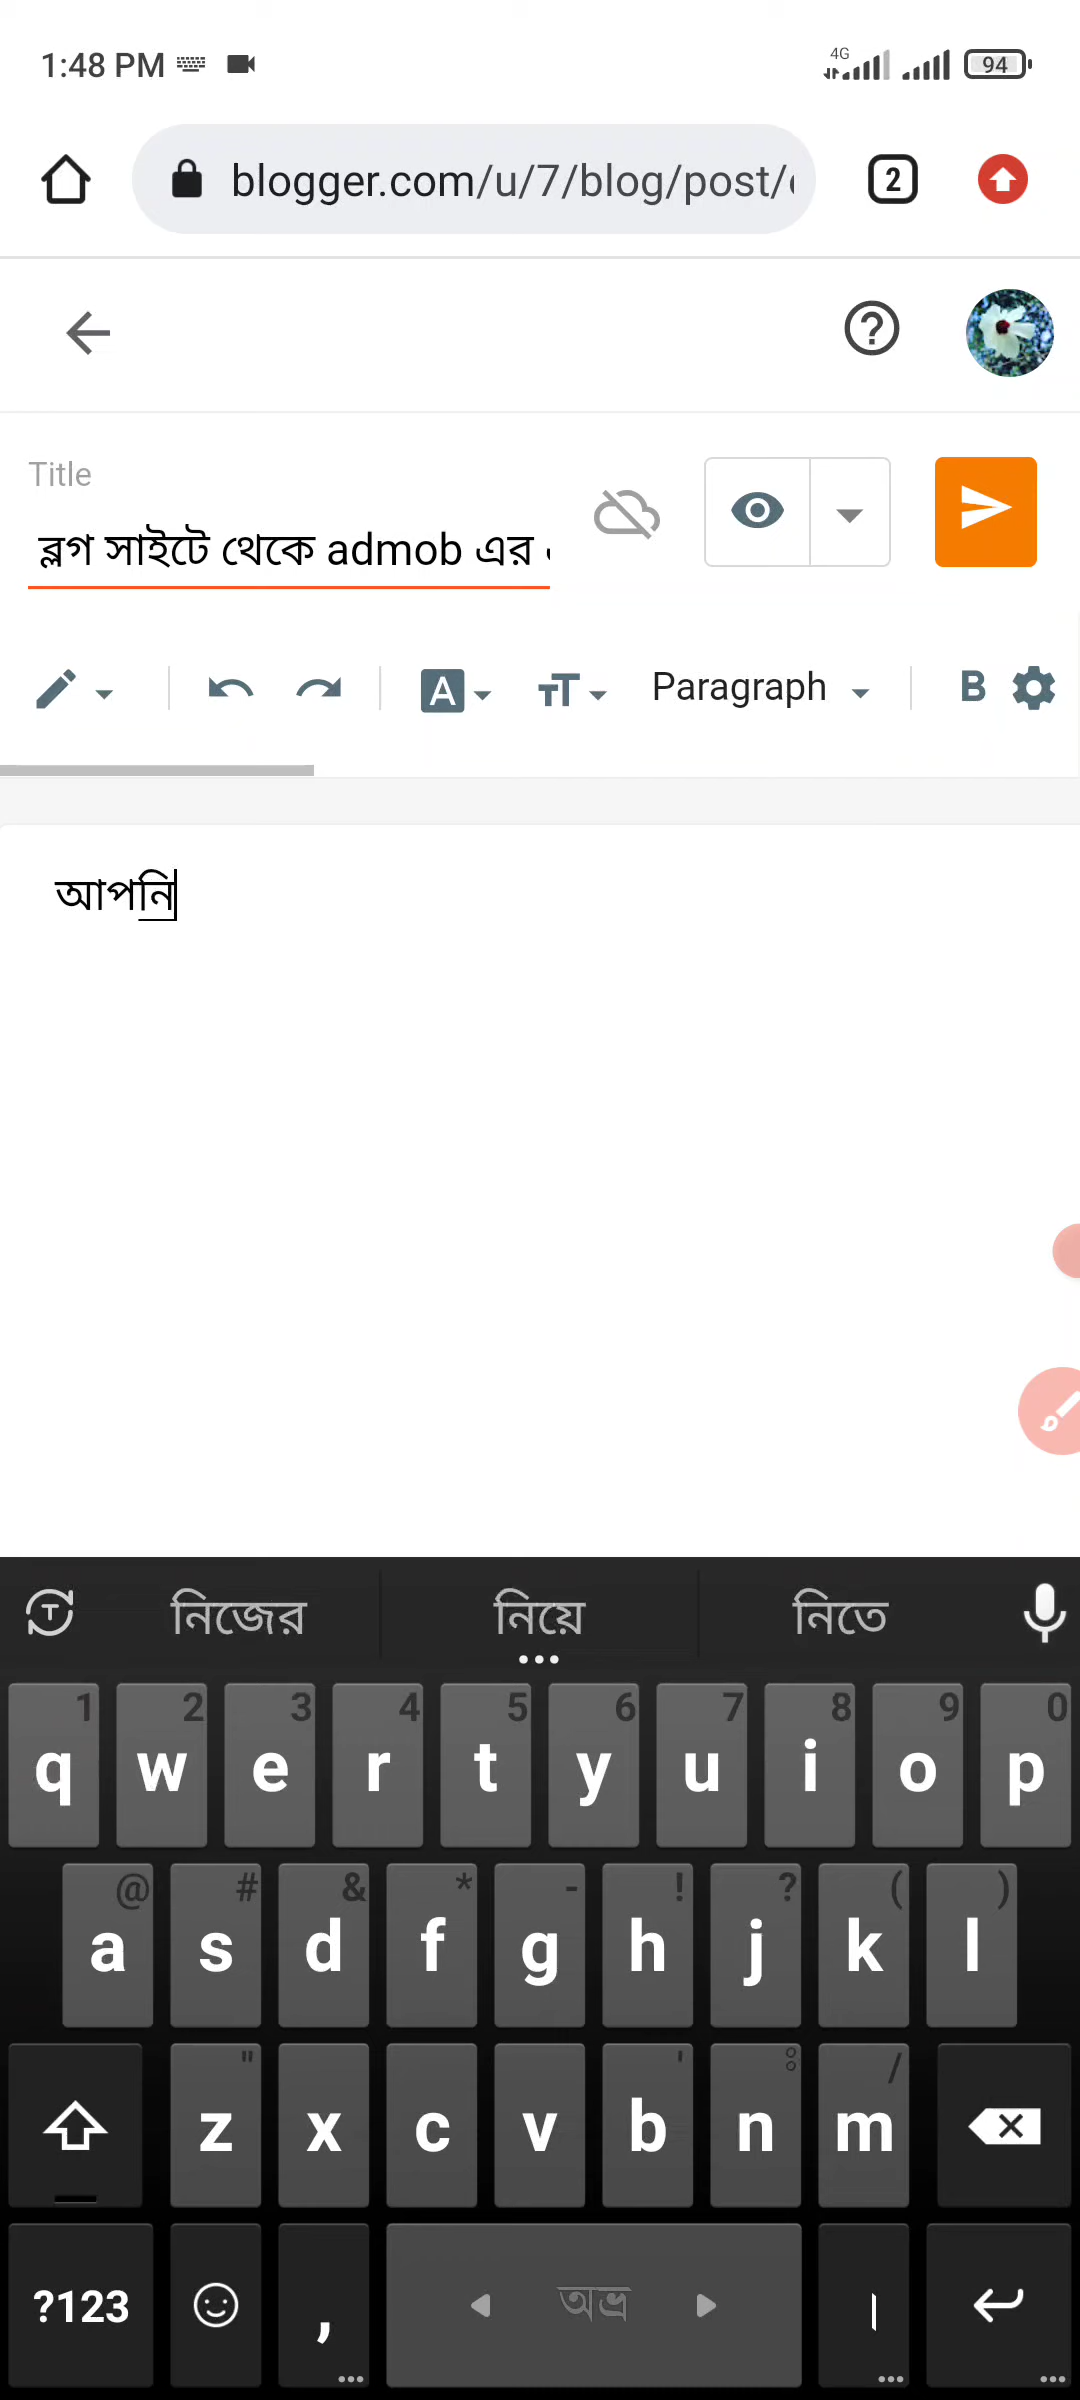 1:48 PM
4G
94
blogger.com/u/7/blog/post/
2
Title
ব্লগ সাইটে থেকে admob এর
A
тT
Paragraph
B
আপনি
T
নিজের
নিয়ে
নিতে
1 2 3 4 5 6 7 8 9 0
q w e r t y u i o p
@ # & * - ! ? ( )
a s d f g h j k l
" ' : /
z x c v b n m
?123 , অভ্র ।